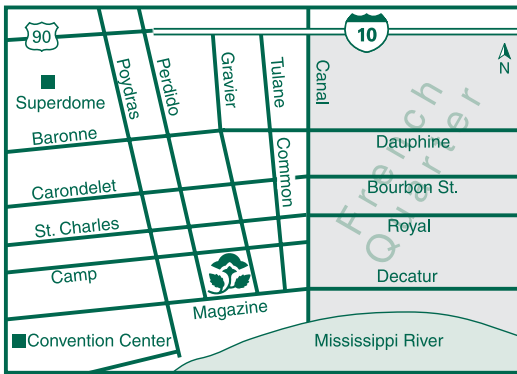 90
10
N
Poydras
Perdido
Gravier
Tulane
Canal
Superdome
Baronne
Common
Dauphine
French
Quarter
Carondelet
Bourbon St.
St. Charles
Royal
Camp
Decatur
Magazine
Convention Center
Mississippi River